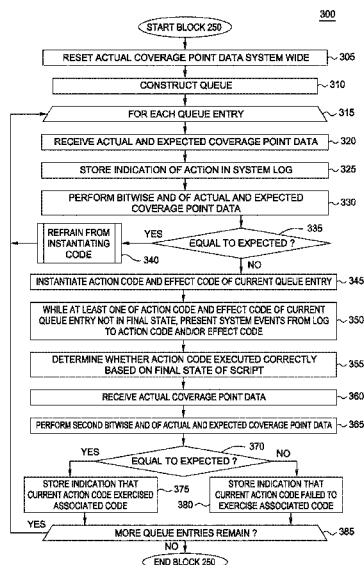 300
START BLOCK 250
RESET ACTUAL COVERAGE POINT DATA SYSTEM WIDE
305
CONSTRUCT QUEUE
310
FOR EACH QUEUE ENTRY
315
RECEIVE ACTUAL AND EXPECTED COVERAGE POINT DATA
320
STORE INDICATION OF ACTION IN SYSTEM LOG
325
PERFORM BITWISE AND OF ACTUAL AND EXPECTED
COVERAGE POINT DATA
330
335
EQUAL TO EXPECTED ?
YES
REFRAIN FROM
INSTANTIATING
CODE
340
NO
INSTANTIATE ACTION CODE AND EFFECT CODE OF CURRENT QUEUE ENTRY
345
WHILE AT LEAST ONE OF ACTION CODE AND EFFECT CODE OF CURRENT
QUEUE ENTRY NOT IN FINAL STATE, PRESENT SYSTEM EVENTS FROM LOG
TO ACTION CODE AND/OR EFFECT CODE
350
DETERMINE WHETHER ACTION CODE EXECUTED CORRECTLY
BASED ON FINAL STATE OF SCRIPT
355
RECEIVE ACTUAL COVERAGE POINT DATA
360
PERFORM SECOND BITWISE AND OF ACTUAL AND EXPECTED COVERAGE POINT DATA
365
370
YES
EQUAL TO EXPECTED ?
NO
STORE INDICATION THAT
CURRENT ACTION CODE EXERCISED
ASSOCIATED CODE
375
STORE INDICATION THAT
CURRENT ACTION CODE FAILED TO
EXERCISE ASSOCIATED CODE
380
YES
MORE QUEUE ENTRIES REMAIN ?
385
NO
END BLOCK 250